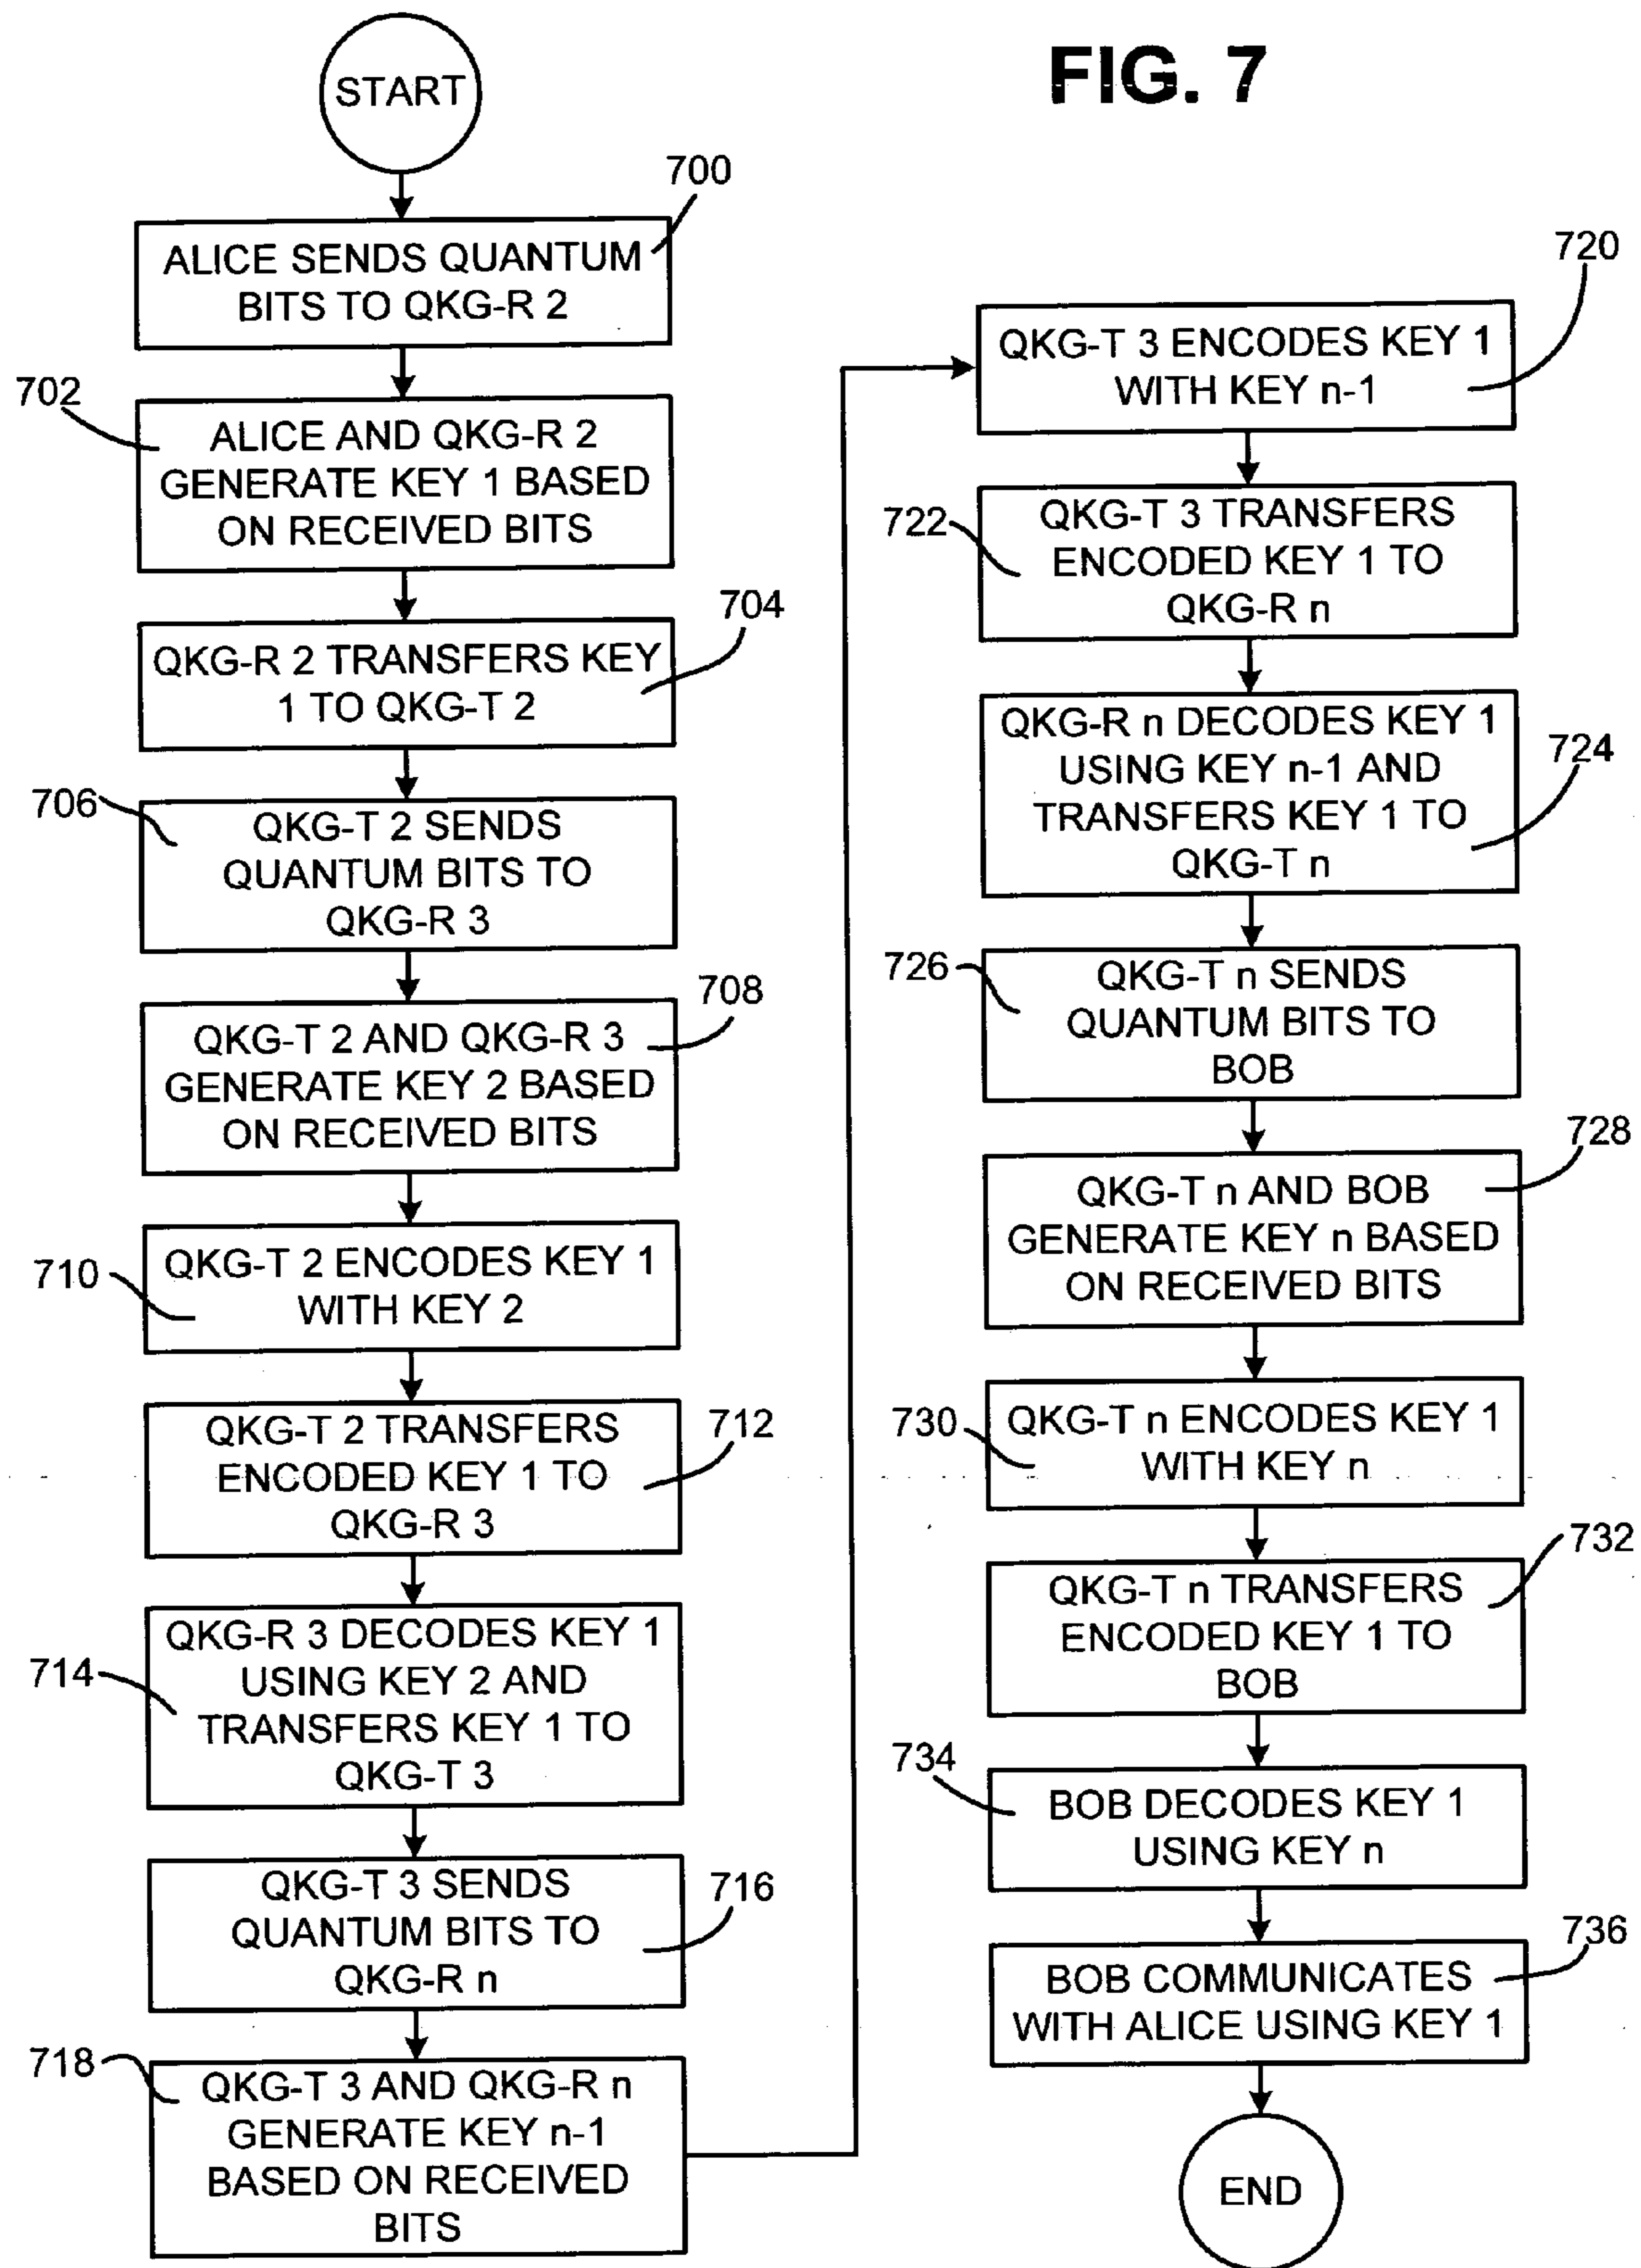 FIG. 7
START
700
ALICE SENDS QUANTUM
BITS TO QKG-R 2
702
ALICE AND QKG-R 2
GENERATE KEY 1 BASED
ON RECEIVED BITS
704
QKG-R 2 TRANSFERS KEY
1 TO QKG-T 2
706
QKG-T 2 SENDS
QUANTUM BITS TO
QKG-R 3
708
QKG-T 2 AND QKG-R 3
GENERATE KEY 2 BASED
ON RECEIVED BITS
710
QKG-T 2 ENCODES KEY 1
WITH KEY 2
712
QKG-T 2 TRANSFERS
ENCODED KEY 1 TO
QKG-R 3
714
QKG-R 3 DECODES KEY 1
USING KEY 2 AND
TRANSFERS KEY 1 TO
QKG-T 3
716
QKG-T 3 SENDS
QUANTUM BITS TO
QKG-R n
718
QKG-T 3 AND QKG-R n
GENERATE KEY n-1
BASED ON RECEIVED
BITS
720
QKG-T 3 ENCODES KEY 1
WITH KEY n-1
722
QKG-T 3 TRANSFERS
ENCODED KEY 1 TO
QKG-R n
724
QKG-R n DECODES KEY 1
USING KEY n-1 AND
TRANSFERS KEY 1 TO
QKG-T n
726
QKG-T n SENDS
QUANTUM BITS TO
BOB
728
QKG-T n AND BOB
GENERATE KEY n BASED
ON RECEIVED BITS
730
QKG-T n ENCODES KEY 1
WITH KEY n
732
QKG-T n TRANSFERS
ENCODED KEY 1 TO
BOB
734
BOB DECODES KEY 1
USING KEY n
736
BOB COMMUNICATES
WITH ALICE USING KEY 1
END